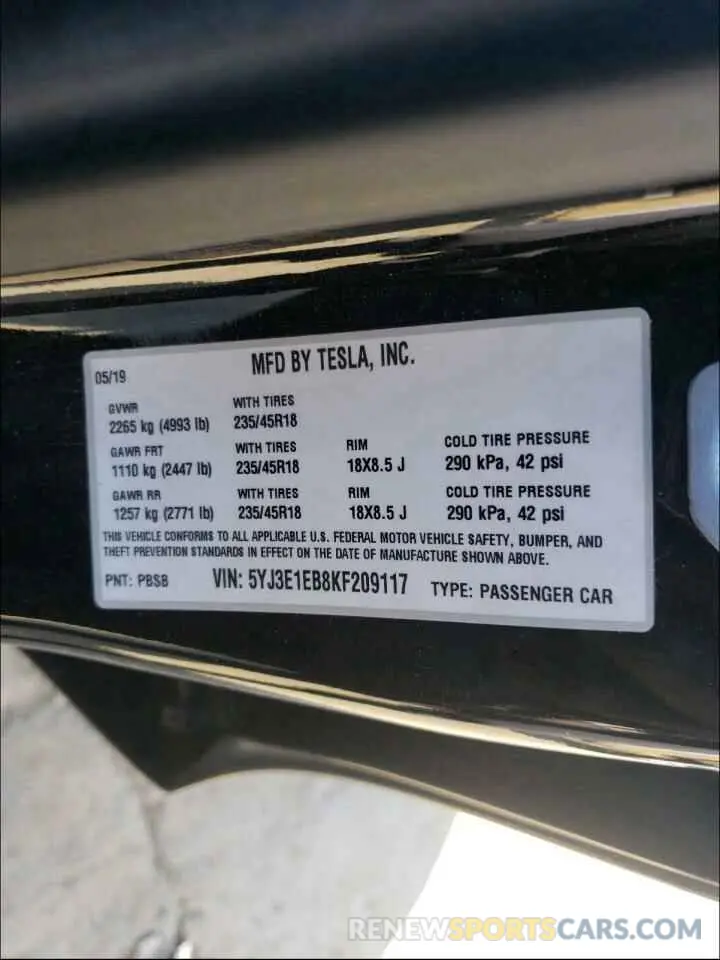 MFD BY TESLA, INC.
05/19
GVWR WITH TIRES
2265 kg (4993 lb) 235/45R18
GAWR FRT WITH TIRES RIM COLD TIRE PRESSURE
1110 kg (2447 lb) 235/45R18 18X8.5 J 290 kPa, 42 psi
GAWR RR WITH TIRES RIM COLD TIRE PRESSURE
1257 kg (2771 lb) 235/45R18 18X8.5 J 290 kPa, 42 psi
THIS VEHICLE CONFORMS TO ALL APPLICABLE U.S. FEDERAL MOTOR VEHICLE SAFETY, BUMPER, AND
THEFT PREVENTION STANDARDS IN EFFECT ON THE DATE OF MANUFACTURE SHOWN ABOVE.
PNT: PBSB VIN: 5YJ3E1EB8KF209117 TYPE: PASSENGER CAR
RENEWSPORTSCARS.COM